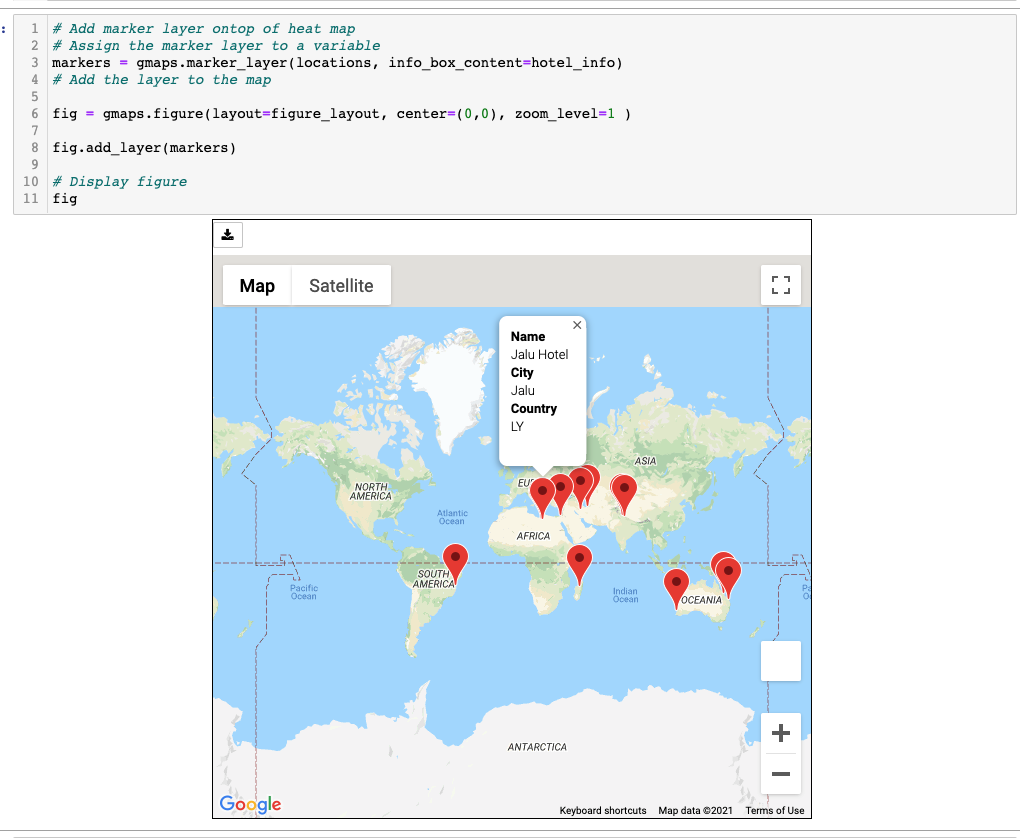 :
1 # Add marker layer ontop of heat map
2 # Assign the marker layer to a variable
3 markers = gmaps.marker_layer(locations, info_box_content=hotel_info)
4 # Add the layer to the map
5
6 fig = gmaps.figure(layout=figure_layout, center=(0,0), zoom_level=1 )
7
8 fig.add_layer(markers)
9
10 # Display figure
11 fig
Map Satellite
×
Name
Jalu Hotel
City
Jalu
Country
LY
ASIA
NORTH
AMERICA
EU
Atlantic
Ocean
AFRICA
SOUTH
AMERICA
Pacific
Ocean
Indian
Ocean
OCEANIA
Pa
O
ANTARCTICA
+
−
Google
Keyboard shortcuts Map data ©2021 Terms of Use